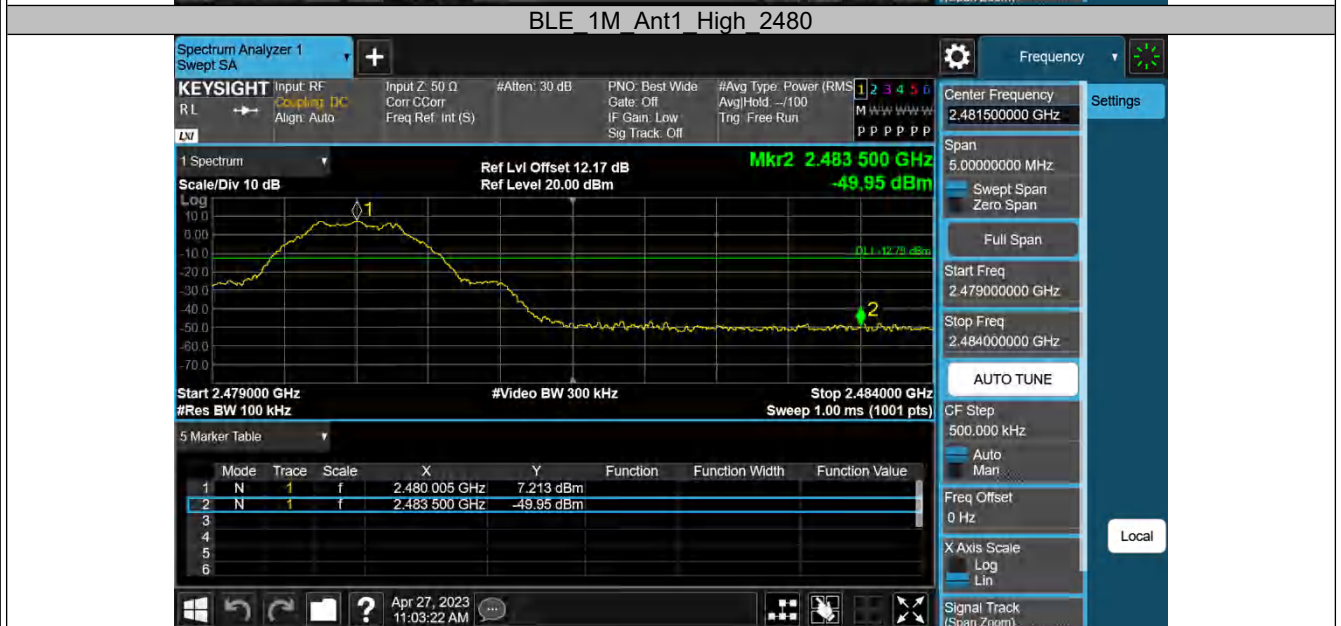 BLE_1M_Ant1_High_2480
Spectrum Analyzer 1
Swept SA
+
Frequency
KEYSIGHT
RL
LXI
Input: RF
Coupling: DC
Align: Auto
Input Z: 50 Ω
Corr CCorr
Freq Ref: Int (S)
#Atten: 30 dB
PNO: Best Wide
Gate: Off
IF Gain: Low
Sig Track: Off
#Avg Type: Power (RMS
Avg|Hold: --/100
Trig: Free Run
1 2 3 4 5 6
M W W W W W
P P P P P P
Center Frequency
2.481500000 GHz
Settings
Span
5.00000000 MHz
Swept Span
Zero Span
Full Span
Start Freq
2.479000000 GHz
Stop Freq
2.484000000 GHz
AUTO TUNE
CF Step
500.000 kHz
Auto
Man
Freq Offset
0 Hz
X Axis Scale
Log
Lin
Local
Signal Track
(Span Zoom)
1 Spectrum
Scale/Div 10 dB
Log
Ref Lvl Offset 12.17 dB
Ref Level 20.00 dBm
Mkr2 2.483 500 GHz
-49.95 dBm
10.0
0.00
-10.0
-20.0
-30.0
-40.0
-50.0
-60.0
-70.0
1
DL1 -12.79 dBm
2
Start 2.479000 GHz
#Video BW 300 kHz
Stop 2.484000 GHz
#Res BW 100 kHz
Sweep 1.00 ms (1001 pts)
5 Marker Table
Mode Trace Scale X Y Function Function Width Function Value
1 N 1 f 2.480 005 GHz 7.213 dBm
2 N 1 f 2.483 500 GHz -49.95 dBm
3
4
5
6
?
Apr 27, 2023
11:03:22 AM